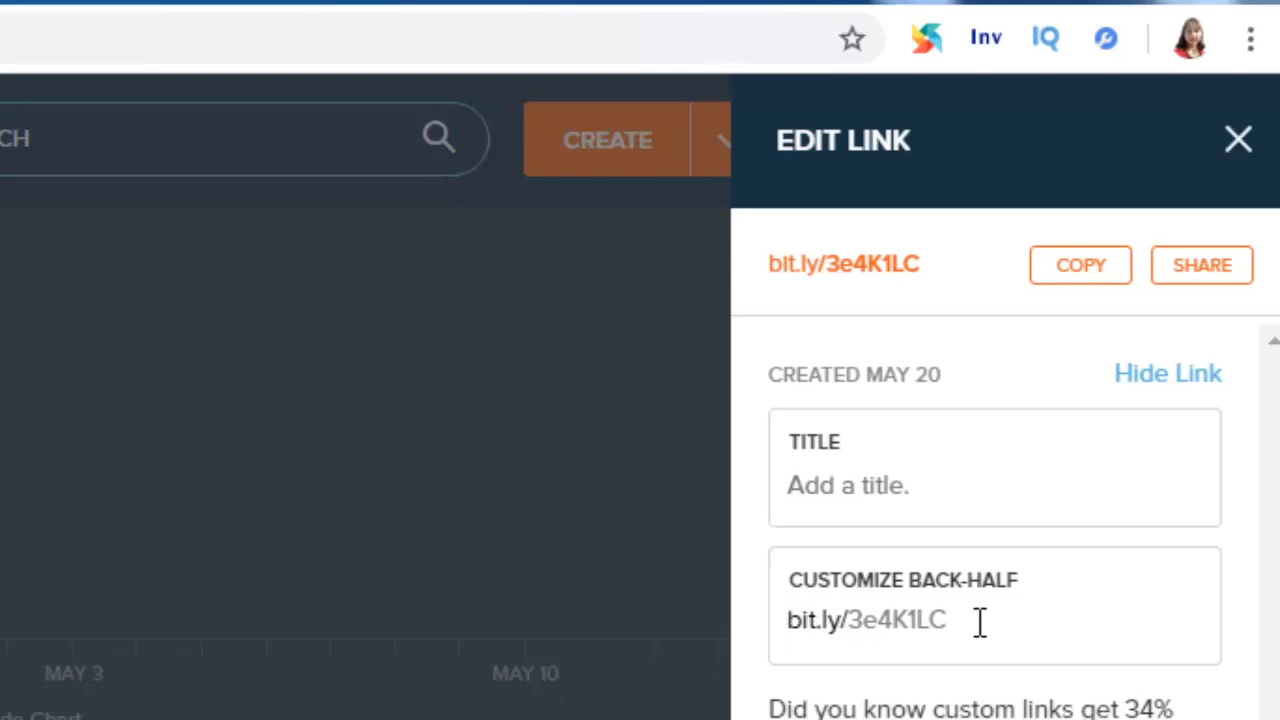 Inv
IQ
CH
CREATE
EDIT LINK
bit.ly/3e4K1LC
COPY
SHARE
CREATED MAY 20
Hide Link
TITLE
Add a title.
CUSTOMIZE BACK-HALF
bit.ly/3e4K1LC
MAY 3
MAY 10
Did you know custom links get 34%